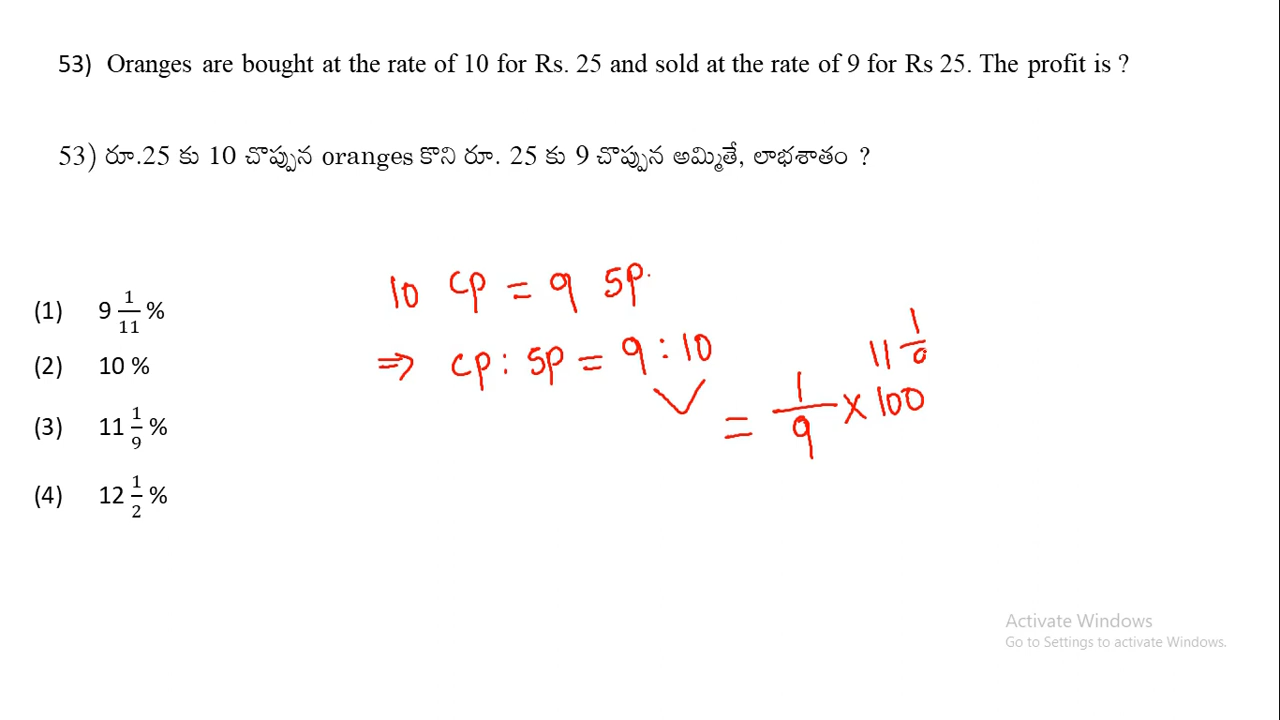 53) Oranges are bought at the rate of 10 for Rs. 25 and sold at the rate of 9 for Rs 25. The profit is ?
53) రూ.25 కు 10 చొప్పున oranges కొని రూ. 25 కు 9 చొప్పున అమ్మితే, లాభశాతం ?
10 CP = 9 SP.
⇒ CP : SP = 9 : 10
= 1/9 × 100
11 1/
(1) 9 1/11 %
(2) 10 %
(3) 11 1/9 %
(4) 12 1/2 %
Activate Windows
Go to Settings to activate Windows.